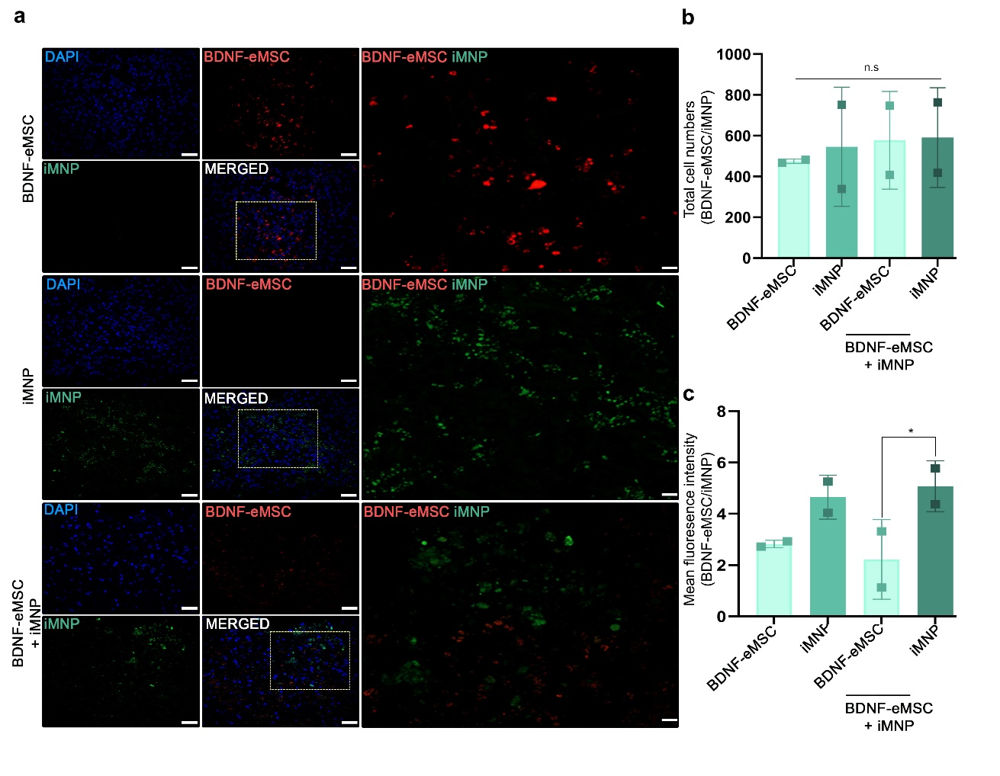 a
BDNF-eMSC
DAPI
BDNF-eMSC
BDNF-eMSC iMNP
iMNP
MERGED
iMNP
DAPI
BDNF-eMSC
BDNF-eMSC iMNP
iMNP
MERGED
BDNF-eMSC
+ iMNP
DAPI
BDNF-eMSC
BDNF-eMSC iMNP
iMNP
MERGED
b
Total cell numbers
(BDNF-eMSC/iMNP)
1000
800
600
400
200
0
n.s
BDNF-eMSC
iMNP
BDNF-eMSC
iMNP
BDNF-eMSC
+ iMNP
c
Mean fluoresence intensity
(BDNF-eMSC/iMNP)
8
6
4
2
0
*
BDNF-eMSC
iMNP
BDNF-eMSC
iMNP
BDNF-eMSC
+ iMNP